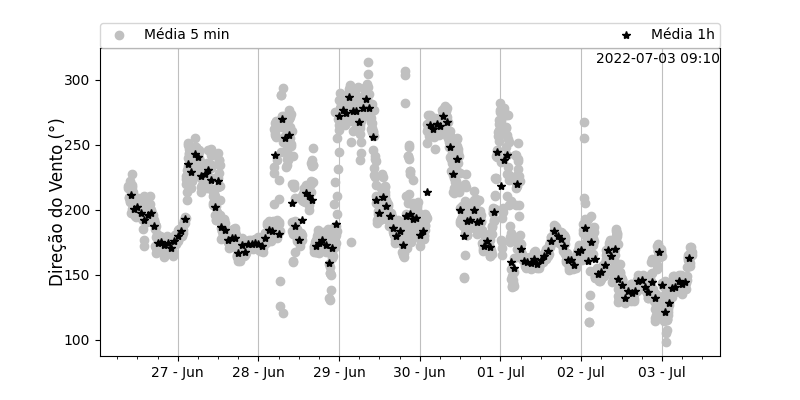 Média 5 min Média 1h
2022-07-03 09:10
Direção do Vento (°)
300
250
200
150
100
27 - Jun 28 - Jun 29 - Jun 30 - Jun 01 - Jul 02 - Jul 03 - Jul